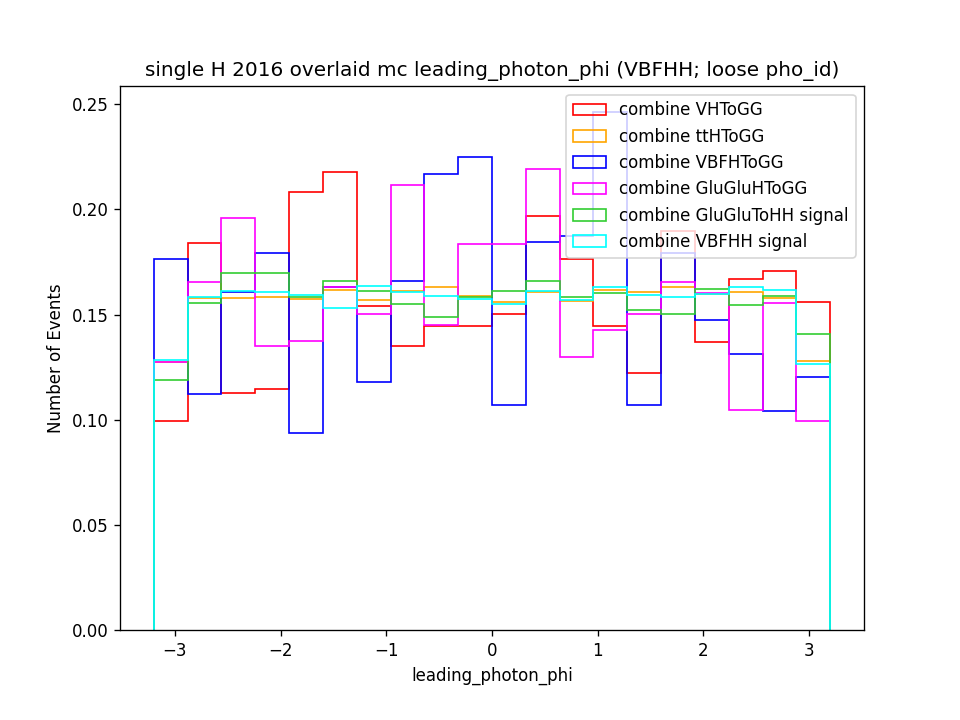 single H 2016 overlaid mc leading_photon_phi (VBFHH; loose pho_id)
combine VHToGG
combine ttHToGG
combine VBFHToGG
combine GluGluHToGG
combine GluGluToHH signal
combine VBFHH signal
Number of Events
0.25
0.20
0.15
0.10
0.05
0.00
−3 −2 −1 0 1 2 3
leading_photon_phi